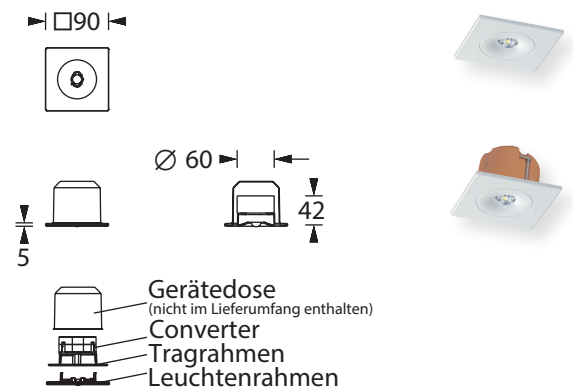 □90
Ø 60
42
5
Gerätedose
(nicht im Lieferumfang enthalten)
Converter
Tragrahmen
Leuchtenrahmen